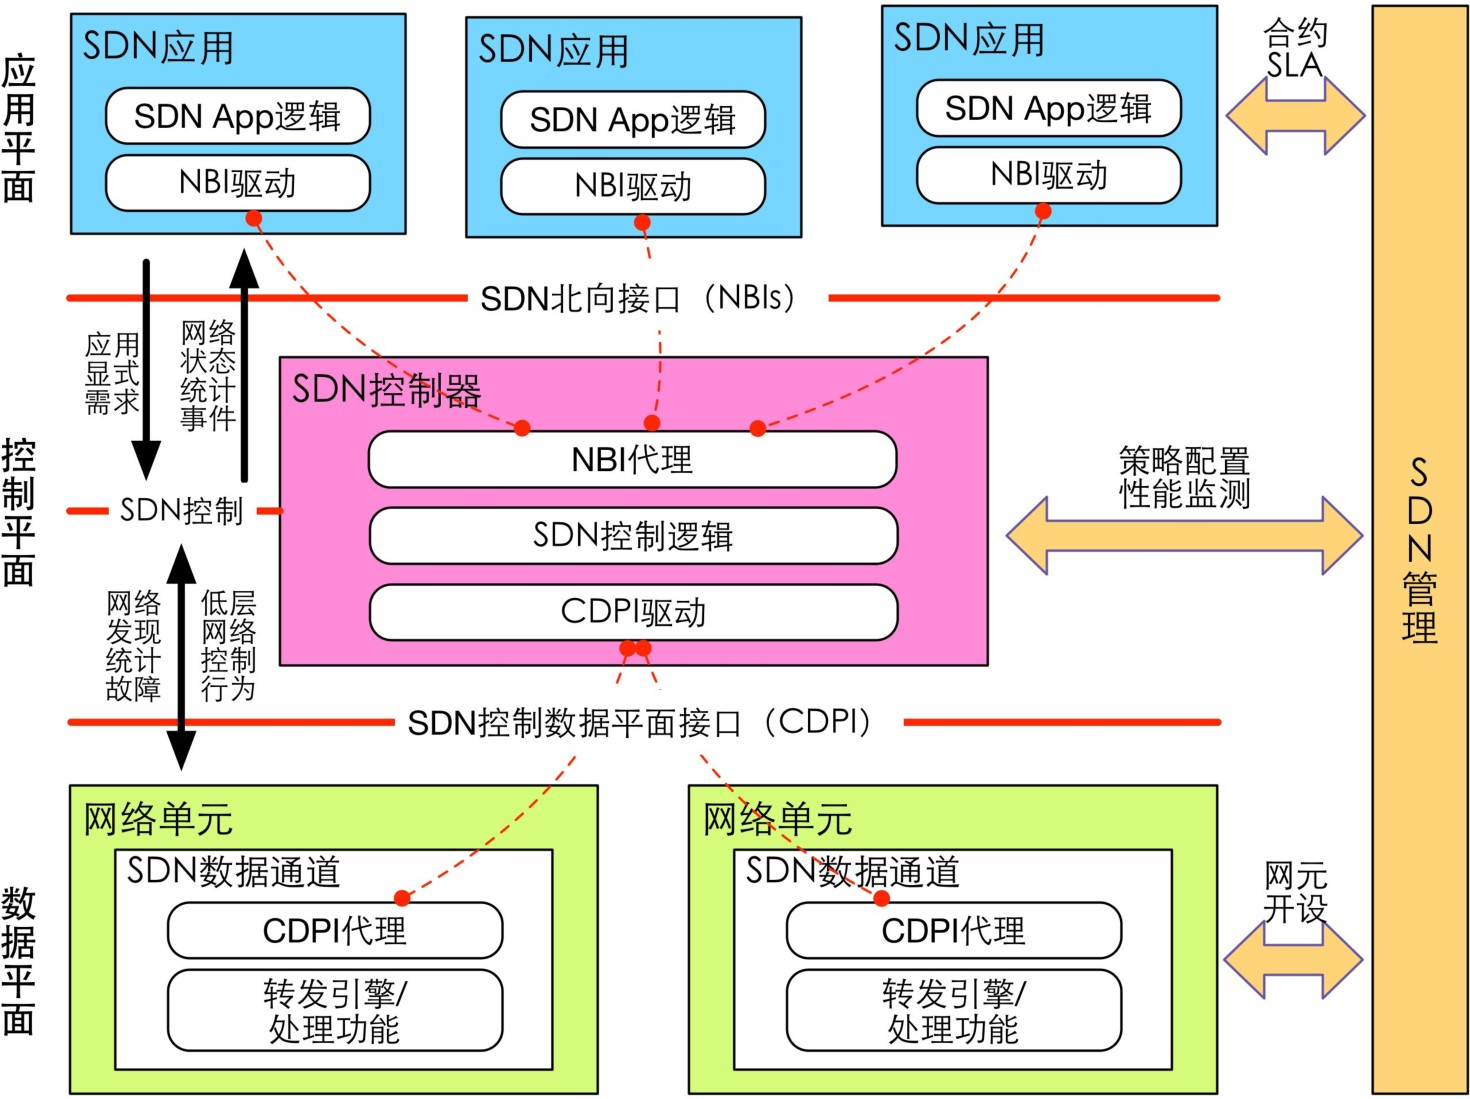 应用平面
SDN应用
SDN App逻辑
NBI驱动
SDN应用
SDN App逻辑
NBI驱动
SDN应用
SDN App逻辑
NBI驱动
合约
SLA
SDN北向接口（NBIs）
应用
显式
需求
网络
状态
统计
事件
控制平面
SDN控制器
NBI代理
SDN控制逻辑
CDPI驱动
SDN控制
策略配置
性能监测
SDN管理
网络
发现
统计
故障
低层
网络
控制
行为
SDN控制数据平面接口（CDPI）
数据平面
网络单元
SDN数据通道
CDPI代理
转发引擎/
处理功能
网络单元
SDN数据通道
CDPI代理
转发引擎/
处理功能
网元
开设